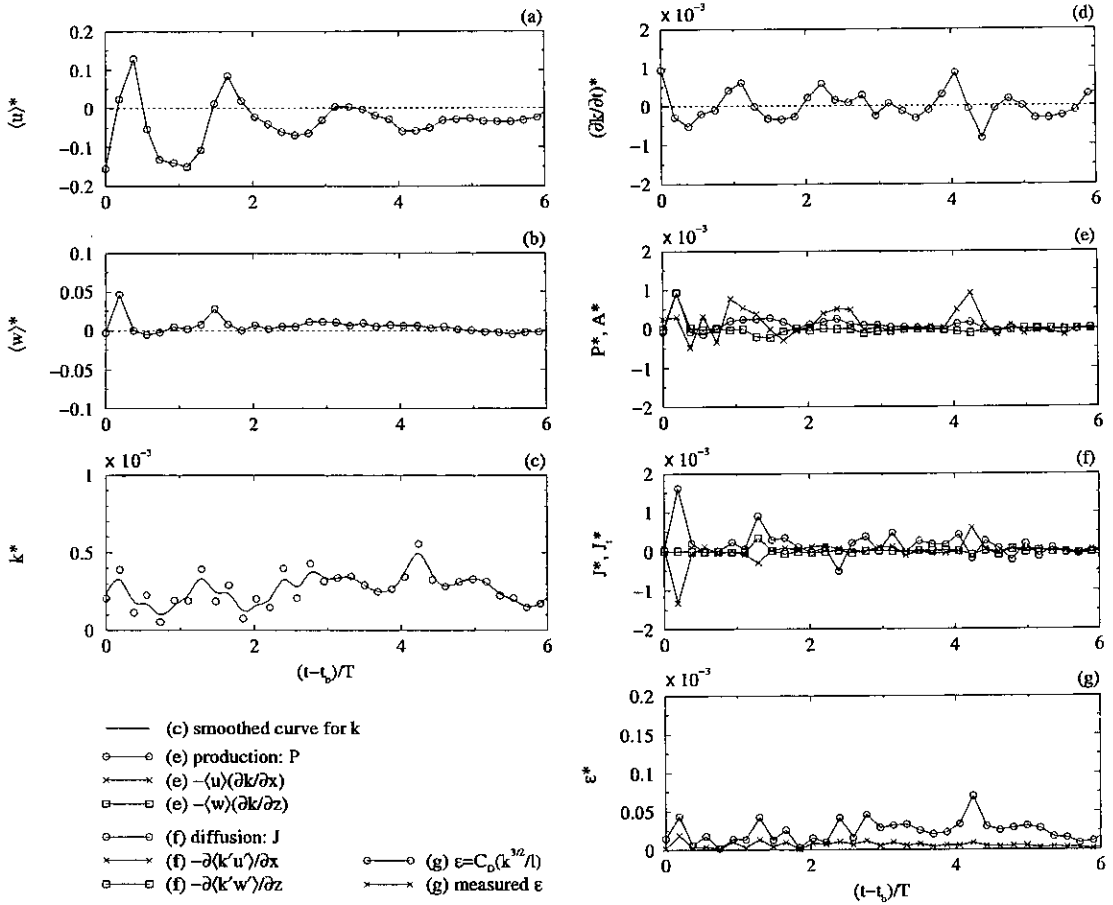 (a)
0.2
0.1
0
−0.1
−0.2
⟨u⟩*
0 2 4 6
(b)
0.1
0.05
0
−0.05
−0.1
⟨w⟩*
0 2 4 6
x 10⁻³ (c)
1
0.5
0
k*
0 2 4 6
(t−t_b)/T
(c) smoothed curve for k
(e) production: P
(e) −⟨u⟩(∂k/∂x)
(e) −⟨w⟩(∂k/∂z)
(f) diffusion: J
(f) −∂⟨k'u'⟩/∂x
(f) −∂⟨k'w'⟩/∂z
(g) ε=C_D(k^{3/2}/l)
(g) measured ε
x 10⁻³ (d)
2
1
0
−1
−2
(∂k/∂t)*
0 2 4 6
x 10⁻³ (e)
2
1
0
−1
−2
P*, A*
0 2 4 6
x 10⁻³ (f)
2
1
0
−1
−2
J*, J_t*
0 2 4 6
x 10⁻³ (g)
0.2
0.15
0.1
0.05
0
ε*
0 2 4 6
(t−t_b)/T